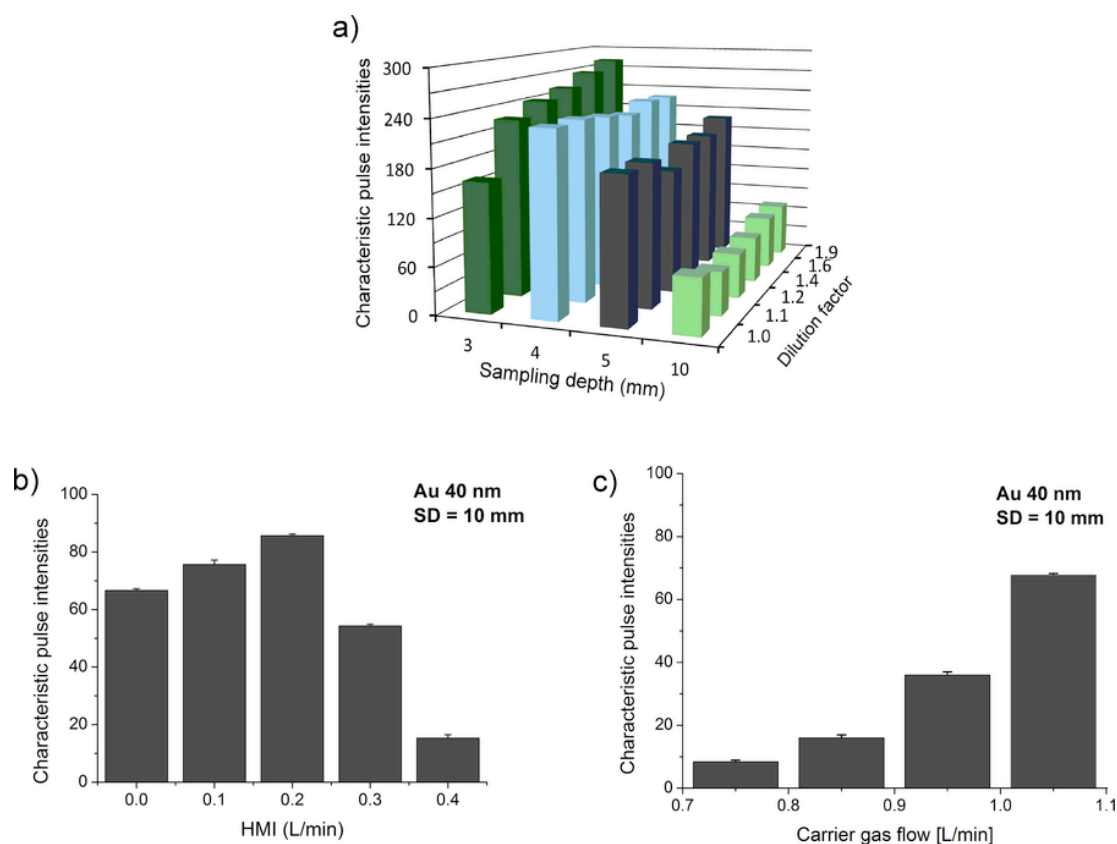 a)
Characteristic pulse intensities
300
240
180
120
60
0
3
4
5
10
Sampling depth (mm)
1.0
1.1
1.2
1.4
1.6
1.9
Dilution factor
b)
Characteristic pulse intensities
100
80
60
40
20
0
Au 40 nm
SD = 10 mm
0.0
0.1
0.2
0.3
0.4
HMI (L/min)
c)
Characteristic pulse intensities
100
80
60
40
20
0
Au 40 nm
SD = 10 mm
0.7
0.8
0.9
1.0
1.1
Carrier gas flow [L/min]